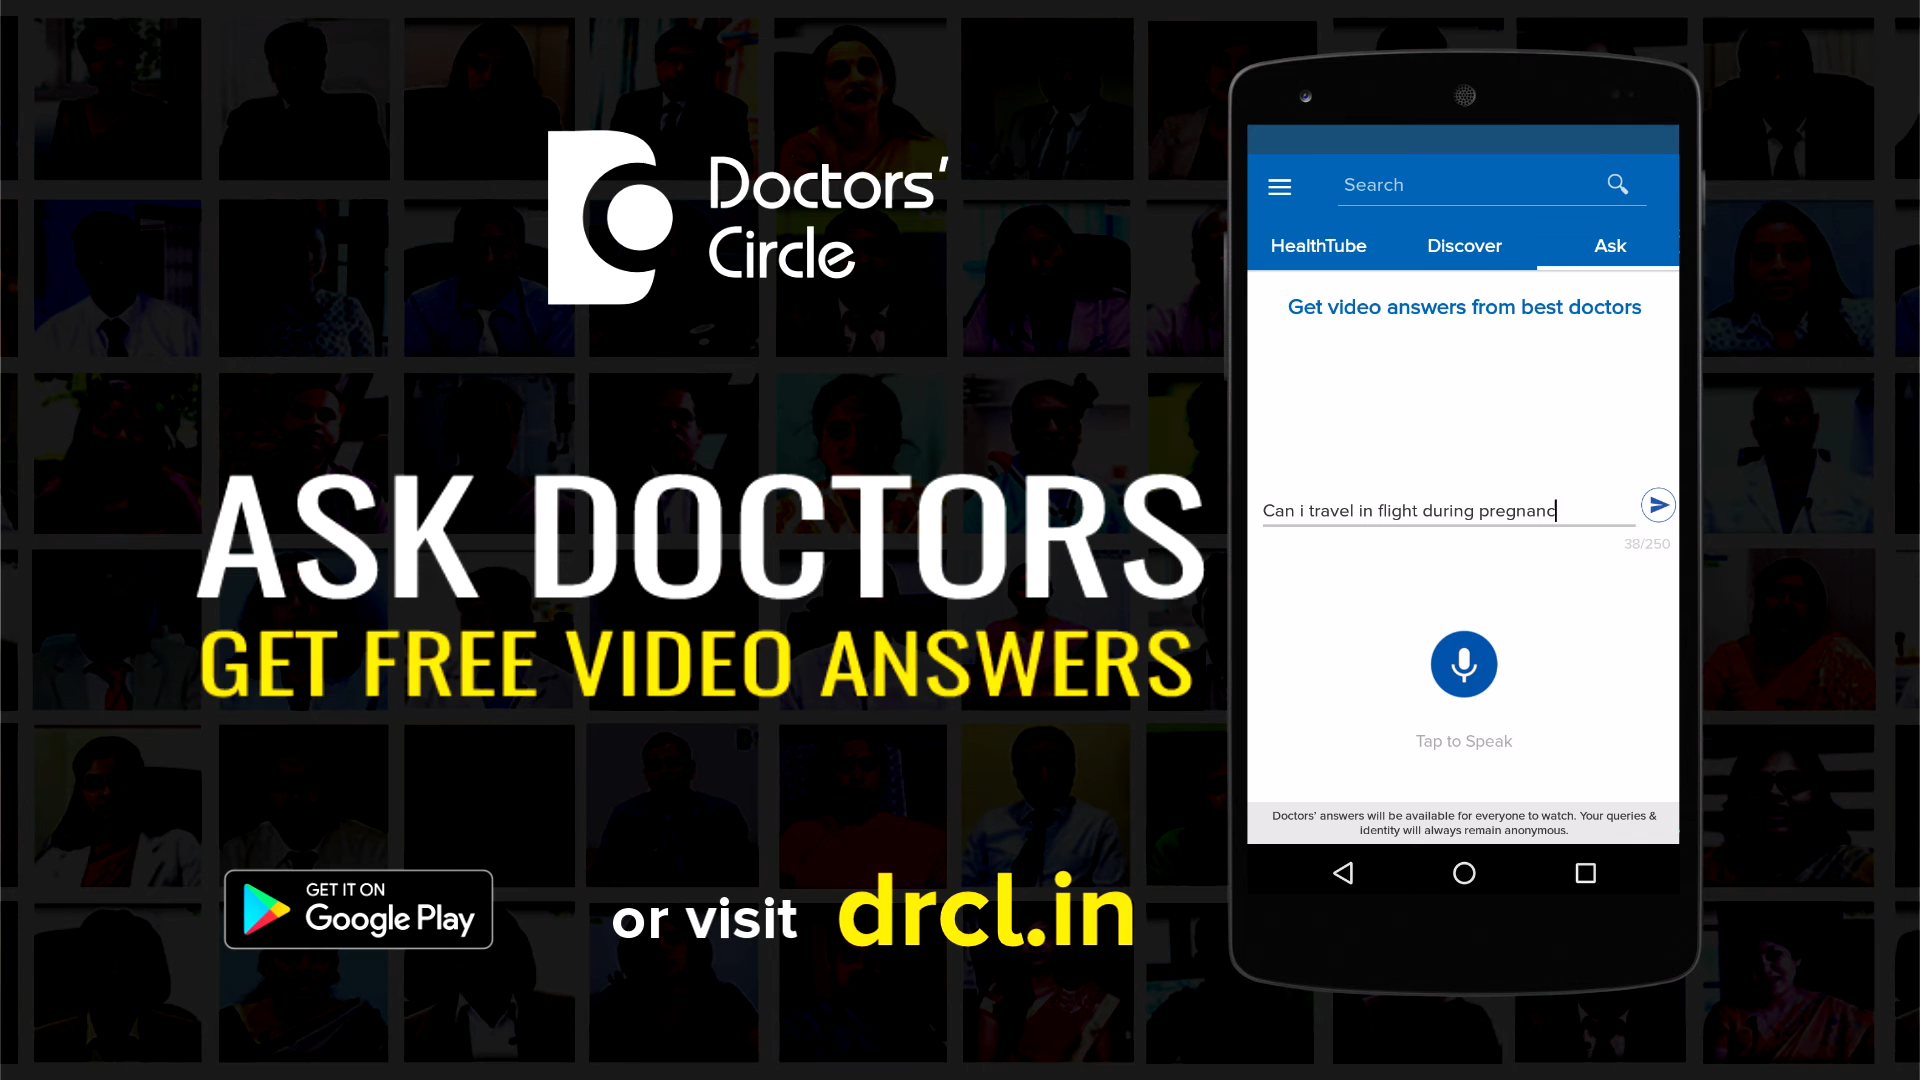 Doctors'
Circle
ASK DOCTORS
GET FREE VIDEO ANSWERS
GET IT ON
Google Play
or visit drcl.in
Search
HealthTube Discover Ask
Get video answers from best doctors
Can i travel in flight during pregnanc
38/250
Tap to Speak
Doctors' answers will be available for everyone to watch. Your queries &
identity will always remain anonymous.